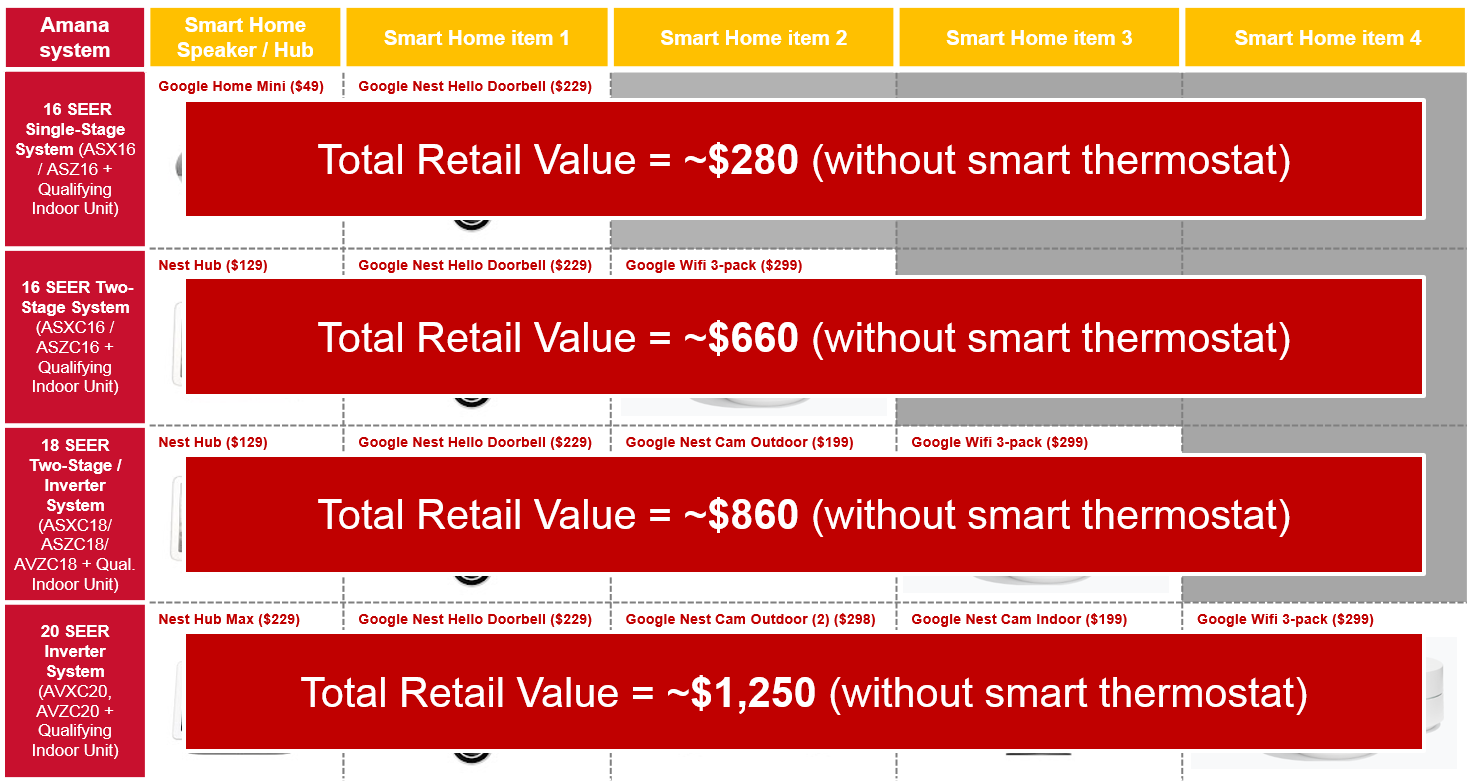 Amana
system
Smart Home
Speaker / Hub
Smart Home item 1
Smart Home item 2
Smart Home item 3
Smart Home item 4
16 SEER
Single-Stage
System (ASX16
/ ASZ16 +
Qualifying
Indoor Unit)
Google Home Mini ($49)
Google Nest Hello Doorbell ($229)
Total Retail Value = ~$280 (without smart thermostat)
16 SEER Two-
Stage System
(ASXC16 /
ASZC16 +
Qualifying
Indoor Unit)
Nest Hub ($129)
Google Nest Hello Doorbell ($229)
Google Wifi 3-pack ($299)
Total Retail Value = ~$660 (without smart thermostat)
18 SEER
Two-Stage /
Inverter
System
(ASXC18/
ASZC18/
AVZC18 + Qual.
Indoor Unit)
Nest Hub ($129)
Google Nest Hello Doorbell ($229)
Google Nest Cam Outdoor ($199)
Google Wifi 3-pack ($299)
Total Retail Value = ~$860 (without smart thermostat)
20 SEER
Inverter
System
(AVXC20,
AVZC20 +
Qualifying
Indoor Unit)
Nest Hub Max ($229)
Google Nest Hello Doorbell ($229)
Google Nest Cam Outdoor (2) ($298)
Google Nest Cam Indoor ($199)
Google Wifi 3-pack ($299)
Total Retail Value = ~$1,250 (without smart thermostat)